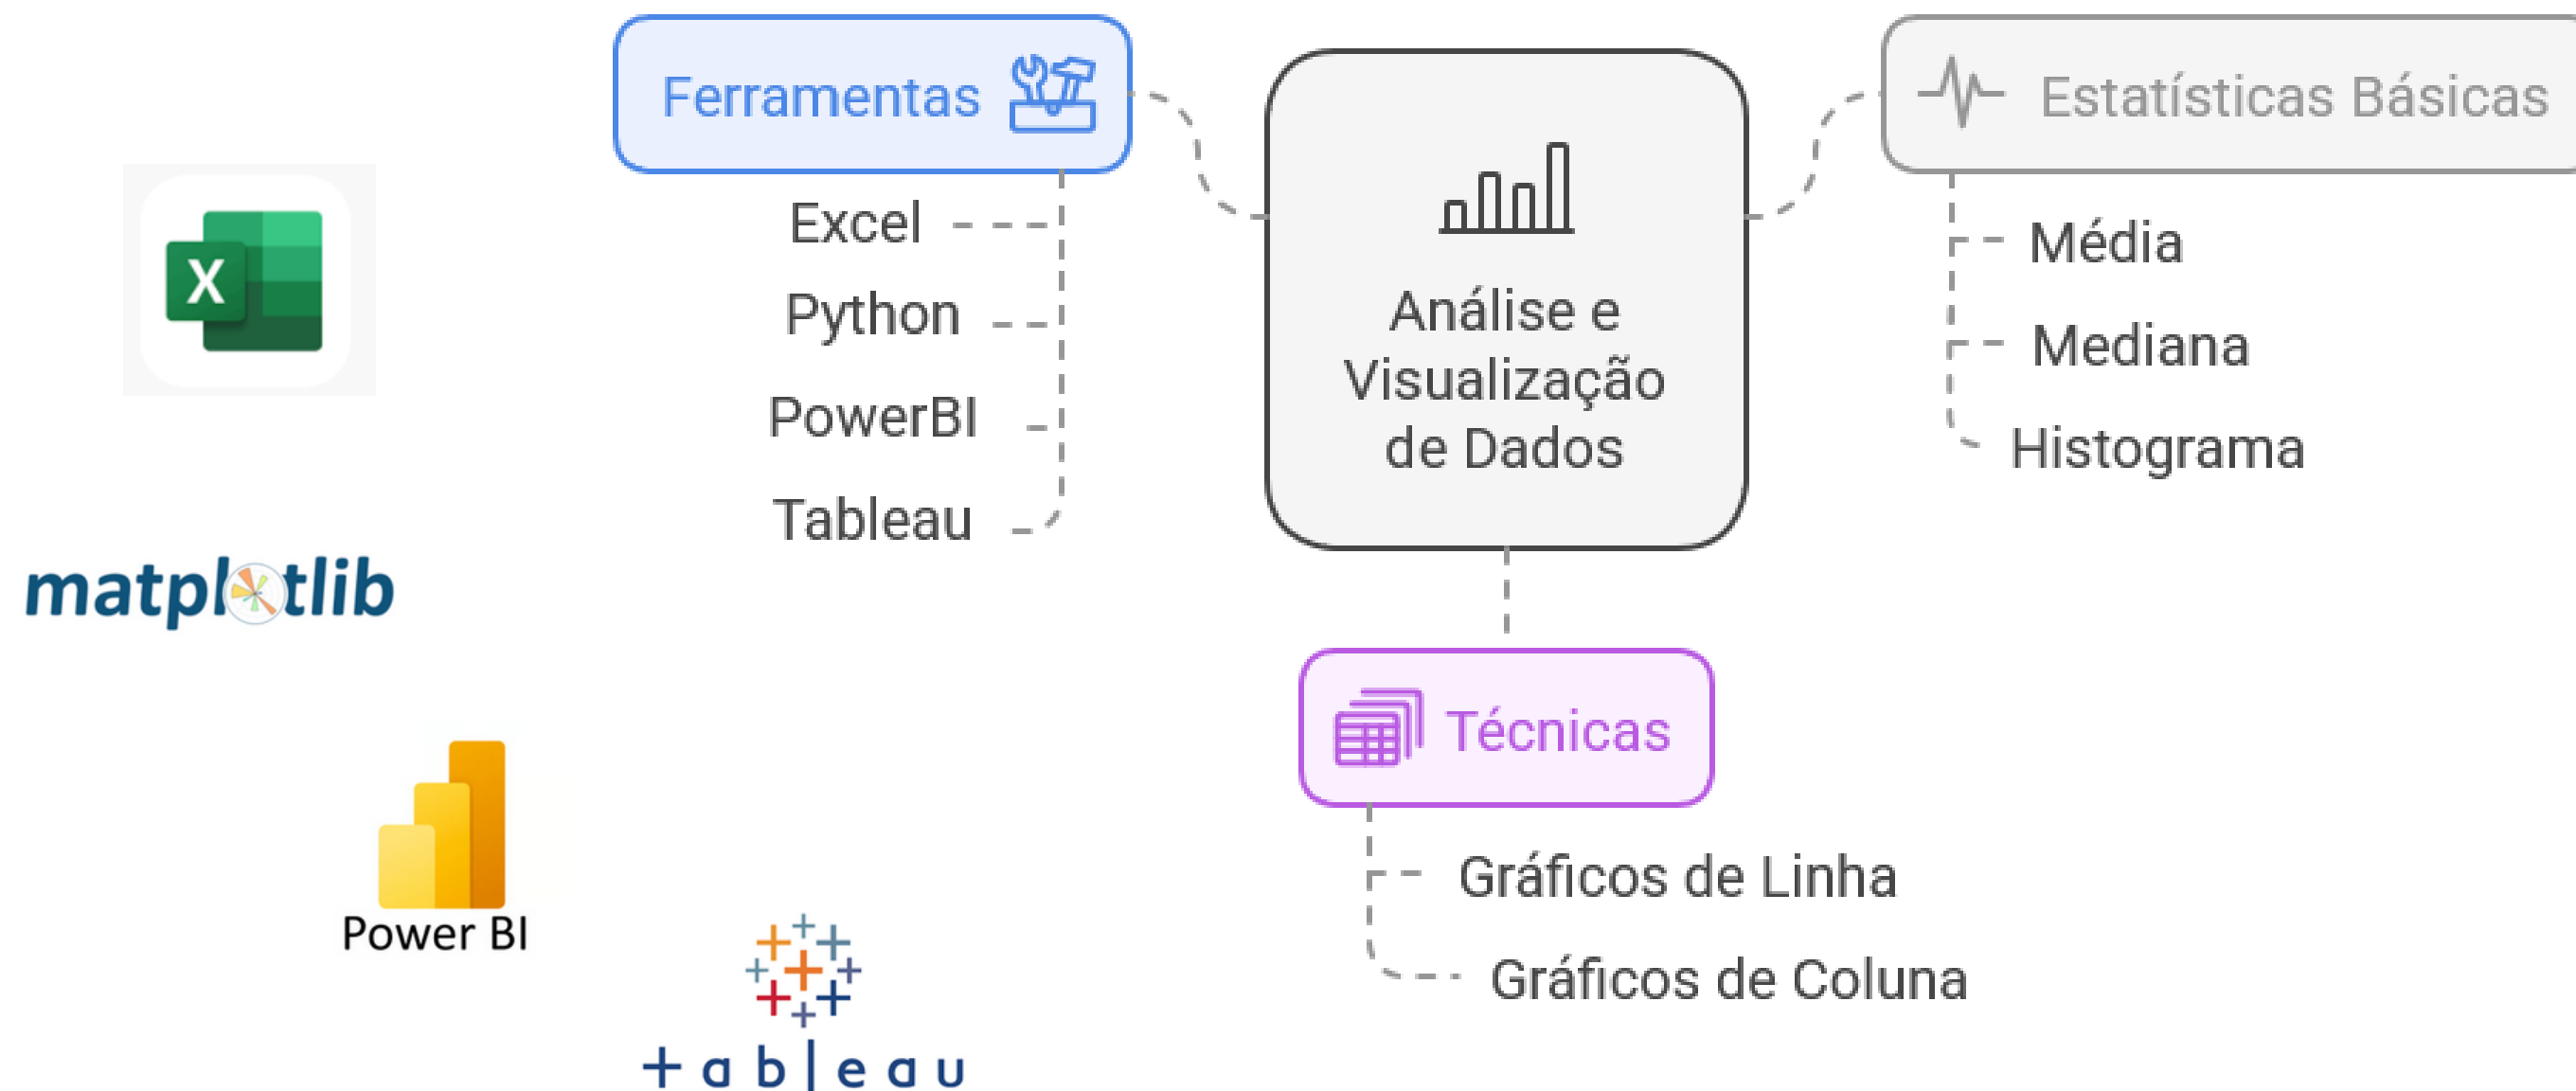 Ferramentas
Excel
Python
PowerBI
Tableau
Análise e
Visualização
de Dados
Estatísticas Básicas
Média
Mediana
Histograma
Técnicas
Gráficos de Linha
Gráficos de Coluna
X
matplotlib
Power BI
+ableau